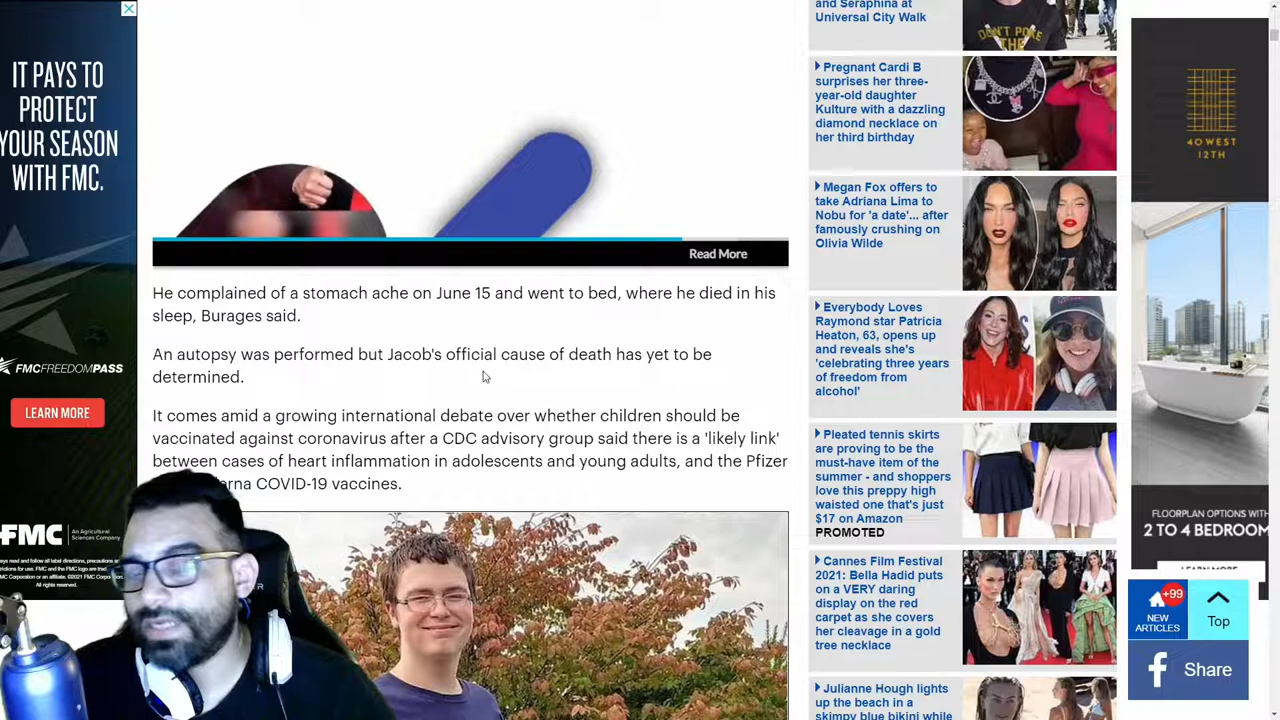 IT PAYS TO
PROTECT
YOUR SEASON
WITH FMC.
FMCFREEDOMPASS
LEARN MORE
FMC
An Agricultural
Sciences Company
Read More
He complained of a stomach ache on June 15 and went to bed, where he died in his
sleep, Burages said.
An autopsy was performed but Jacob's official cause of death has yet to be
determined.
It comes amid a growing international debate over whether children should be
vaccinated against coronavirus after a CDC advisory group said there is a 'likely link'
between cases of heart inflammation in adolescents and young adults, and the Pfizer
erna COVID-19 vaccines.
and Seraphina at
Universal City Walk
DON'T POKE
THE
Pregnant Cardi B
surprises her three-
year-old daughter
Kulture with a dazzling
diamond necklace on
her third birthday
Megan Fox offers to
take Adriana Lima to
Nobu for 'a date'... after
famously crushing on
Olivia Wilde
Everybody Loves
Raymond star Patricia
Heaton, 63, opens up
and reveals she's
'celebrating three years
of freedom from
alcohol'
Pleated tennis skirts
are proving to be the
must-have item of the
summer - and shoppers
love this preppy high
waisted one that's just
$17 on Amazon
PROMOTED
Cannes Film Festival
2021: Bella Hadid puts
on a VERY daring
display on the red
carpet as she covers
her cleavage in a gold
tree necklace
Julianne Hough lights
up the beach in a
skimpy blue bikini while
40 WEST
12TH
FLOORPLAN OPTIONS WITH
2 TO 4 BEDROOM
LEARN MORE
+99
NEW
ARTICLES
Top
Share